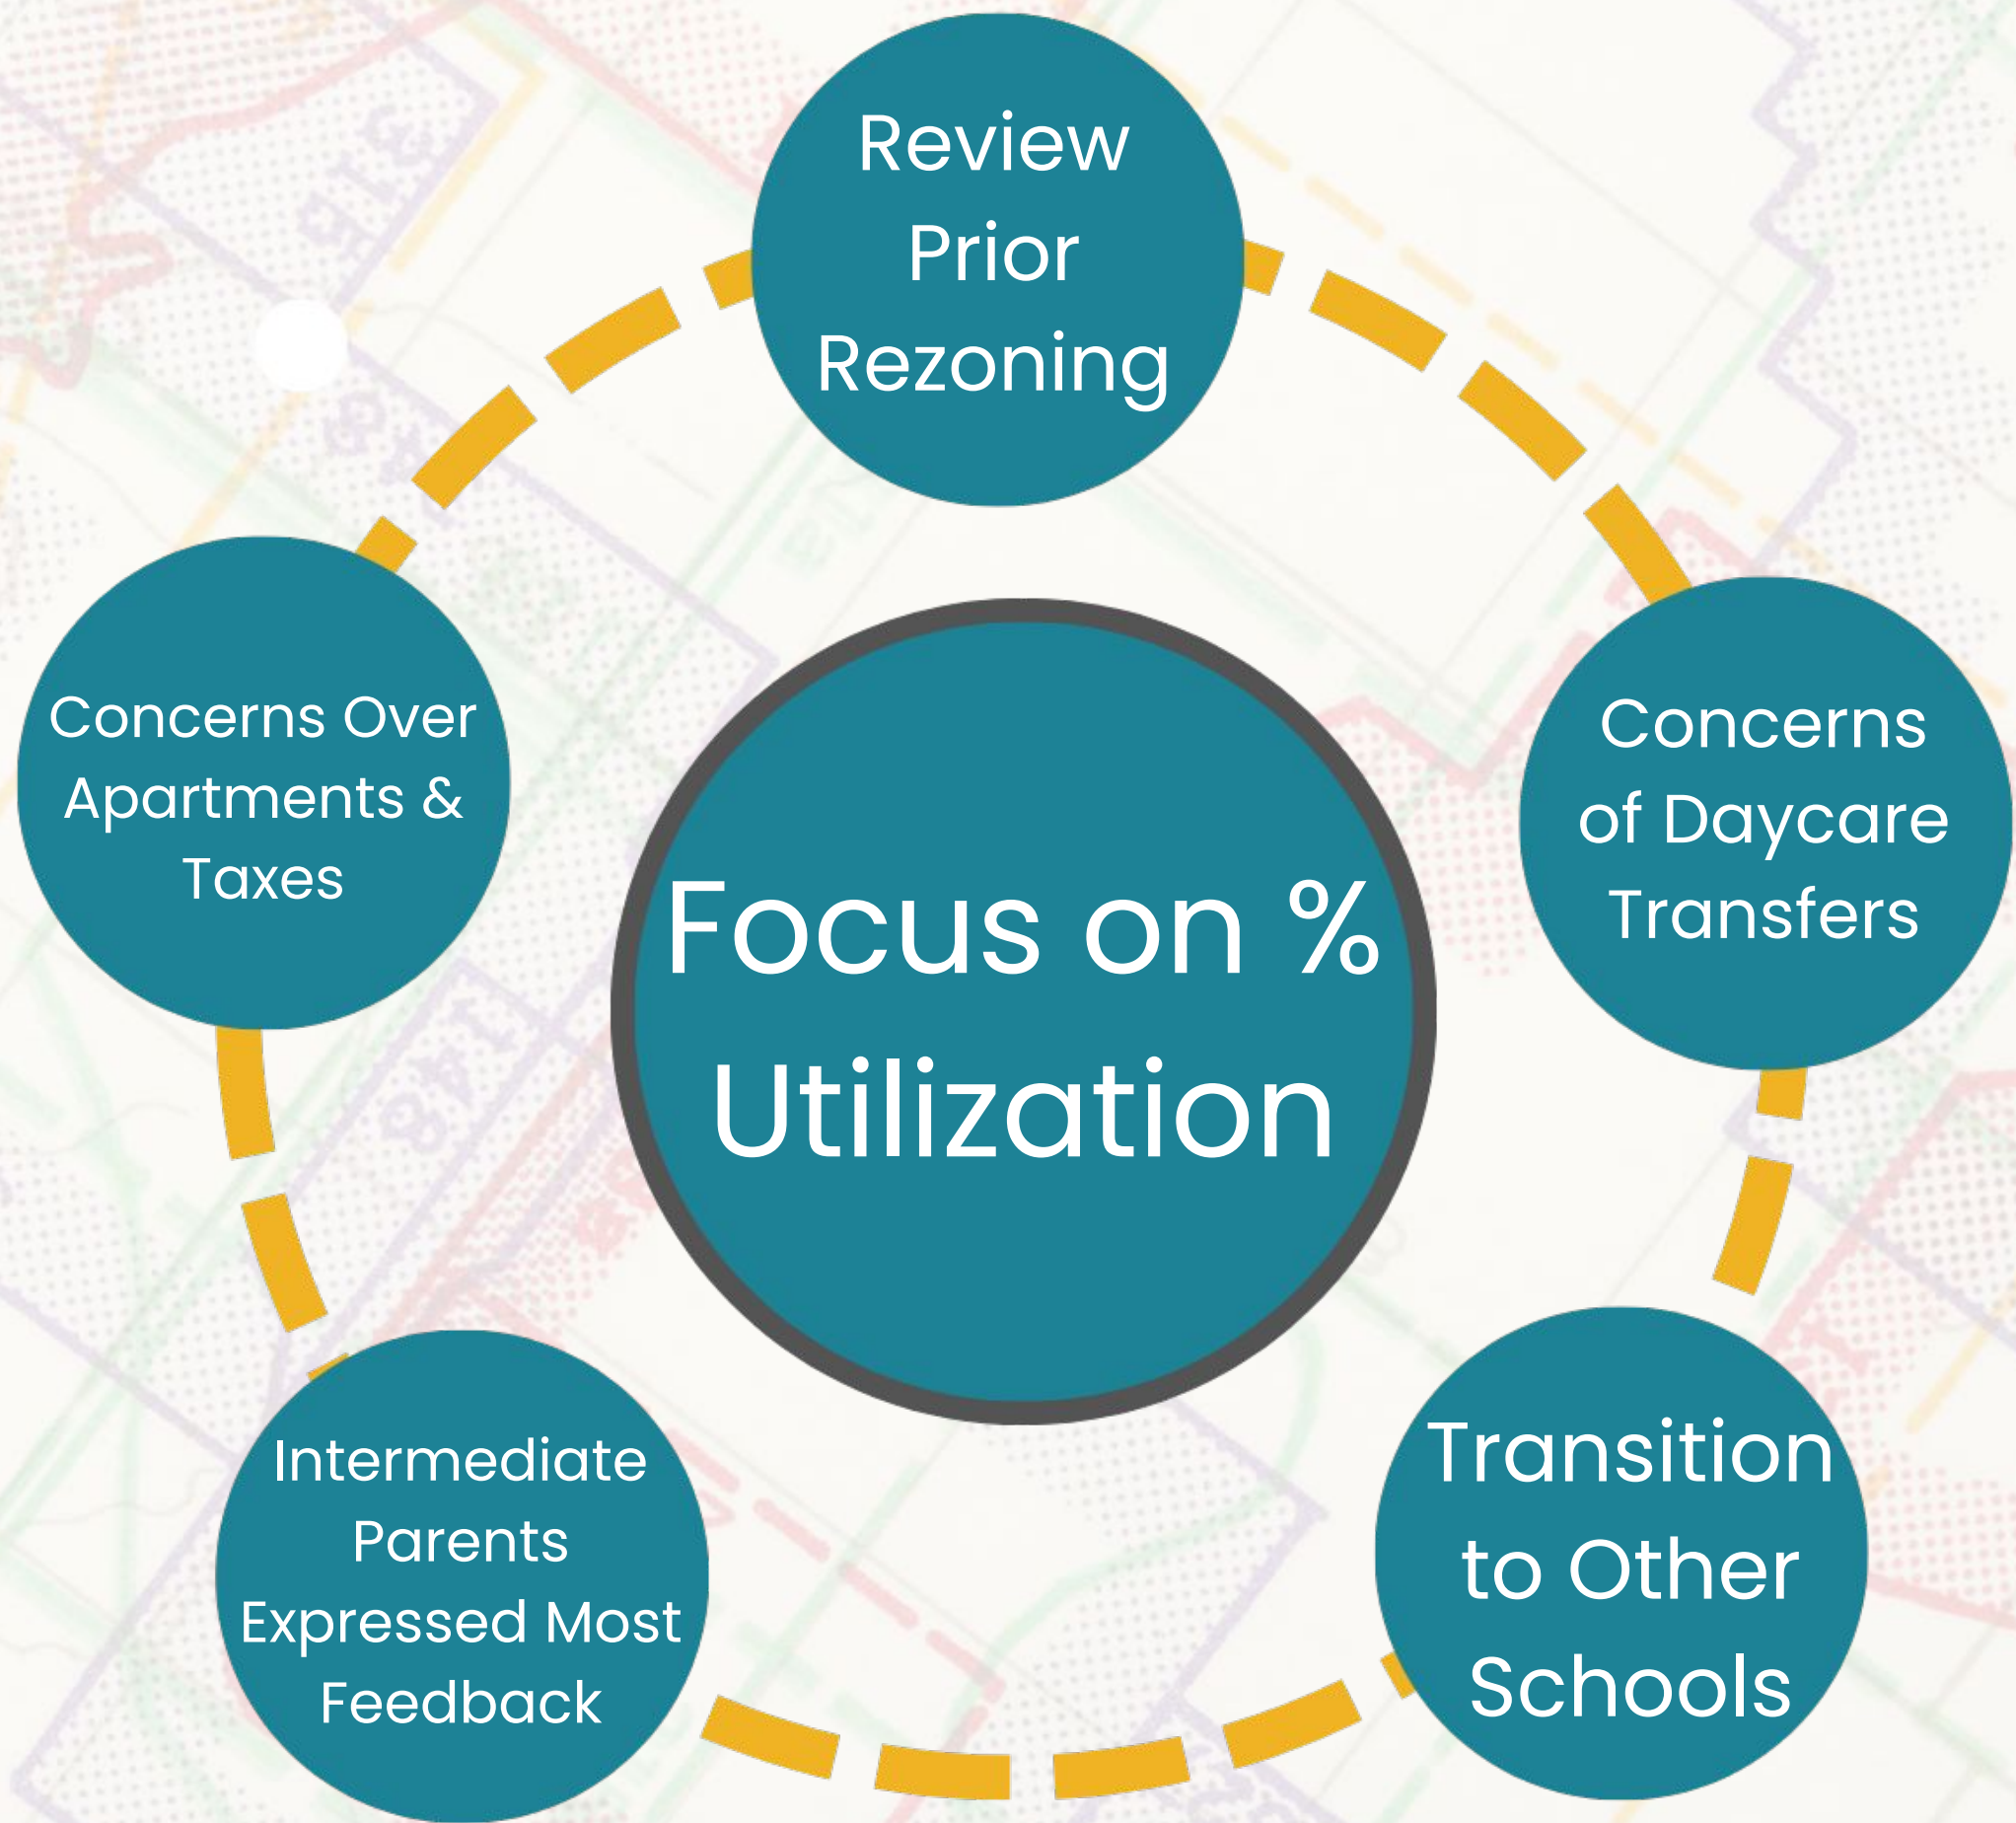 Review
Prior
Rezoning
Concerns Over
Apartments &
Taxes
Concerns
of Daycare
Transfers
Focus on %
Utilization
Intermediate
Parents
Expressed Most
Feedback
Transition
to Other
Schools
148